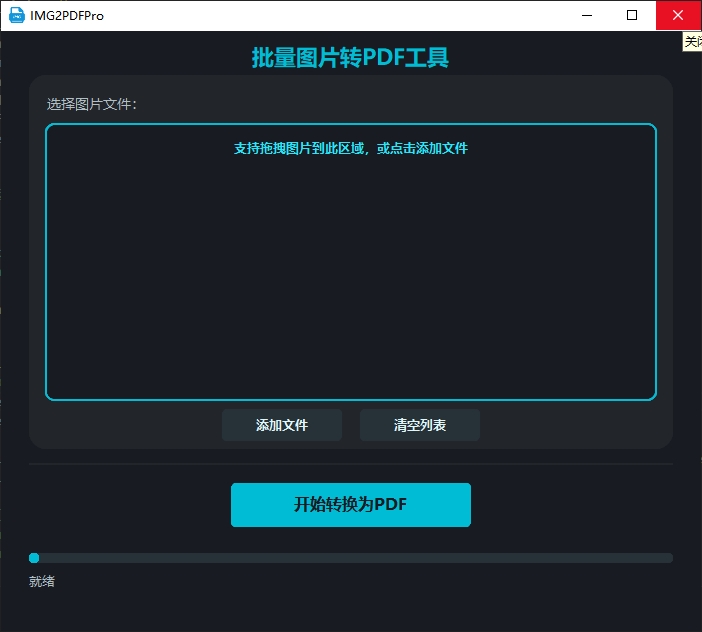 IMG2PDFPro
批量图片转PDF工具
选择图片文件：
支持拖拽图片到此区域，或点击添加文件
添加文件
清空列表
开始转换为PDF
就绪